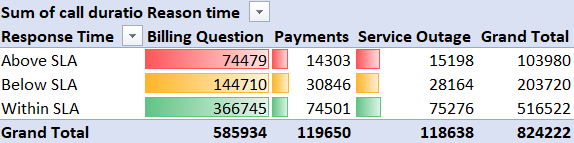 Sum of call duratio Reason time
Response Time Billing Question Payments Service Outage Grand Total
Above SLA 74479 14303 15198 103980
Below SLA 144710 30846 28164 203720
Within SLA 366745 74501 75276 516522
Grand Total 585934 119650 118638 824222